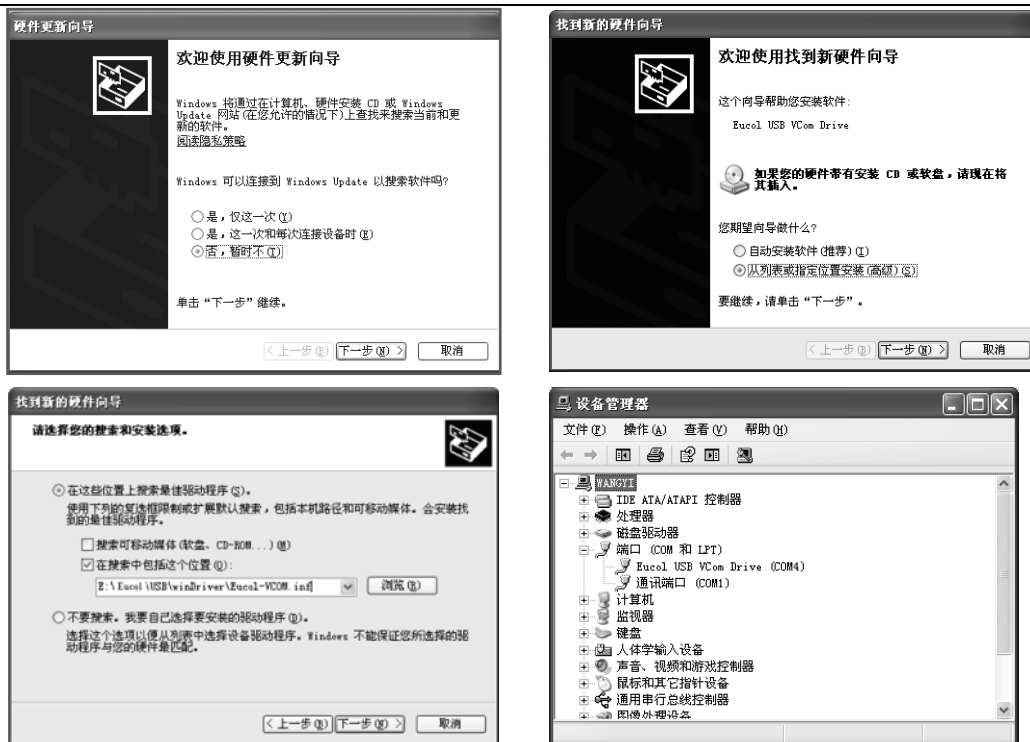 硬件更新向导
欢迎使用硬件更新向导
Windows 将通过在计算机、硬件安装 CD 或 Windows
Update 网站(在您允许的情况下)上查找来搜索当前和更
新的软件。
阅读隐私策略
Windows 可以连接到 Windows Update 以搜索软件吗?
是，仅这一次(Y)
是，这一次和每次连接设备时(E)
否，暂时不(T)
单击“下一步”继续。
< 上一步(B) 下一步(N) > 取消
找到新的硬件向导
欢迎使用找到新硬件向导
这个向导帮助您安装软件:
Eucol USB VCom Drive
如果您的硬件带有安装 CD 或软盘，请现在将
其插入。
您期望向导做什么?
自动安装软件(推荐)(I)
从列表或指定位置安装(高级)(S)
要继续，请单击“下一步”。
< 上一步(B) 下一步(N) > 取消
找到新的硬件向导
请选择您的搜索和安装选项。
在这些位置上搜索最佳驱动程序(S)。
使用下列的复选框限制或扩展默认搜索，包括本机路径和可移动媒体。会安装找
到的最佳驱动程序。
搜索可移动媒体(软盘、CD-ROM...)(M)
在搜索中包括这个位置(O):
E:\Eucol\USB\winDriver\Eucol-VCOM.inf 浏览(R)
不要搜索。我要自己选择要安装的驱动程序(D)。
选择这个选项以便从列表中选择设备驱动程序。Windows 不能保证您所选择的驱
动程序与您的硬件最匹配。
< 上一步(B) 下一步(N) > 取消
设备管理器
文件(F) 操作(A) 查看(V) 帮助(H)
WANGYI
IDE ATA/ATAPI 控制器
处理器
磁盘驱动器
端口 (COM 和 LPT)
Eucol USB VCom Drive (COM4)
通讯端口 (COM1)
计算机
监视器
键盘
人体学输入设备
声音、视频和游戏控制器
鼠标和其它指针设备
通用串行总线控制器
图像处理设备